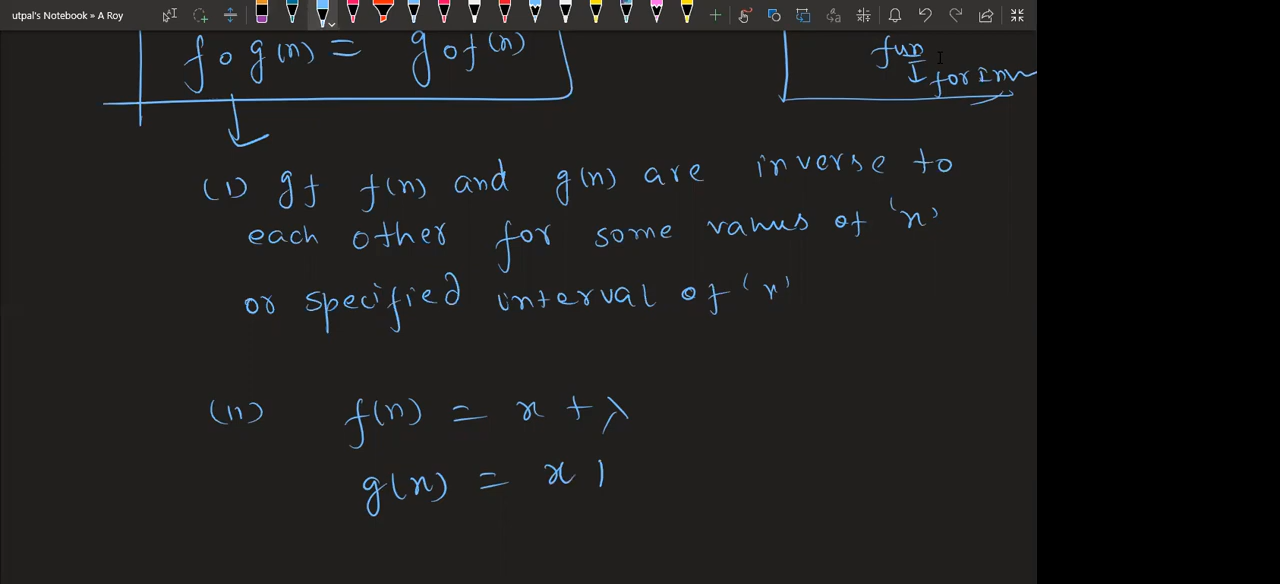 utpal's Notebook » A Roy
f o g(x) = g o f(x)
fun
I for Inv
(I) If f(x) and g(x) are inverse to
each other for some values of 'x'
or specified interval of 'x'
(II) f(x) = x + λ
g(x) = x